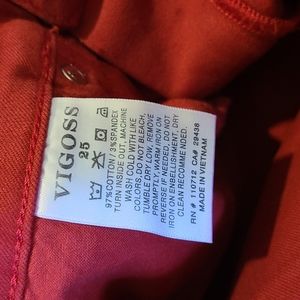 VIGOSS
25
97%COTTON / 3%SPANDEX
TURN INSIDE OUT, MACHINE
WASH COLD WITH LIKE
COLORS,DO NOT BLEACH,
TUMBLE DRY LOW, REMOVE
PROMPTLY,WARM IRON ON
REVERSE IF NEEDED, DO NOT
IRON ON EMBELLISHMENT, DRY
CLEAN RECOMMENDED.
RN # 110712 CA# 29438
MADE IN VIETNAM